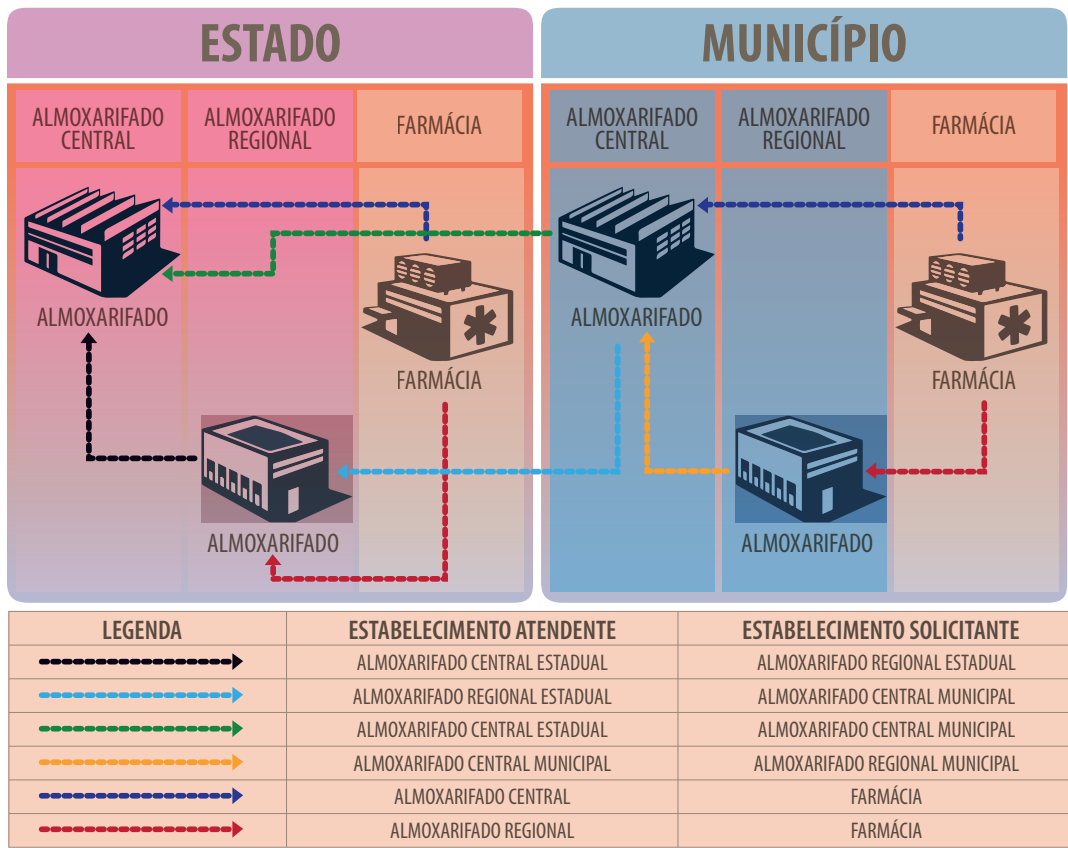 ESTADO
MUNICÍPIO
ALMOXARIFADO
CENTRAL
ALMOXARIFADO
REGIONAL
FARMÁCIA
ALMOXARIFADO
CENTRAL
ALMOXARIFADO
REGIONAL
FARMÁCIA
ALMOXARIFADO
FARMÁCIA
ALMOXARIFADO
ALMOXARIFADO
FARMÁCIA
ALMOXARIFADO
LEGENDA ESTABELECIMENTO ATENDENTE ESTABELECIMENTO SOLICITANTE
ALMOXARIFADO CENTRAL ESTADUAL ALMOXARIFADO REGIONAL ESTADUAL
ALMOXARIFADO REGIONAL ESTADUAL ALMOXARIFADO CENTRAL MUNICIPAL
ALMOXARIFADO CENTRAL ESTADUAL ALMOXARIFADO CENTRAL MUNICIPAL
ALMOXARIFADO CENTRAL MUNICIPAL ALMOXARIFADO REGIONAL MUNICIPAL
ALMOXARIFADO CENTRAL FARMÁCIA
ALMOXARIFADO REGIONAL FARMÁCIA